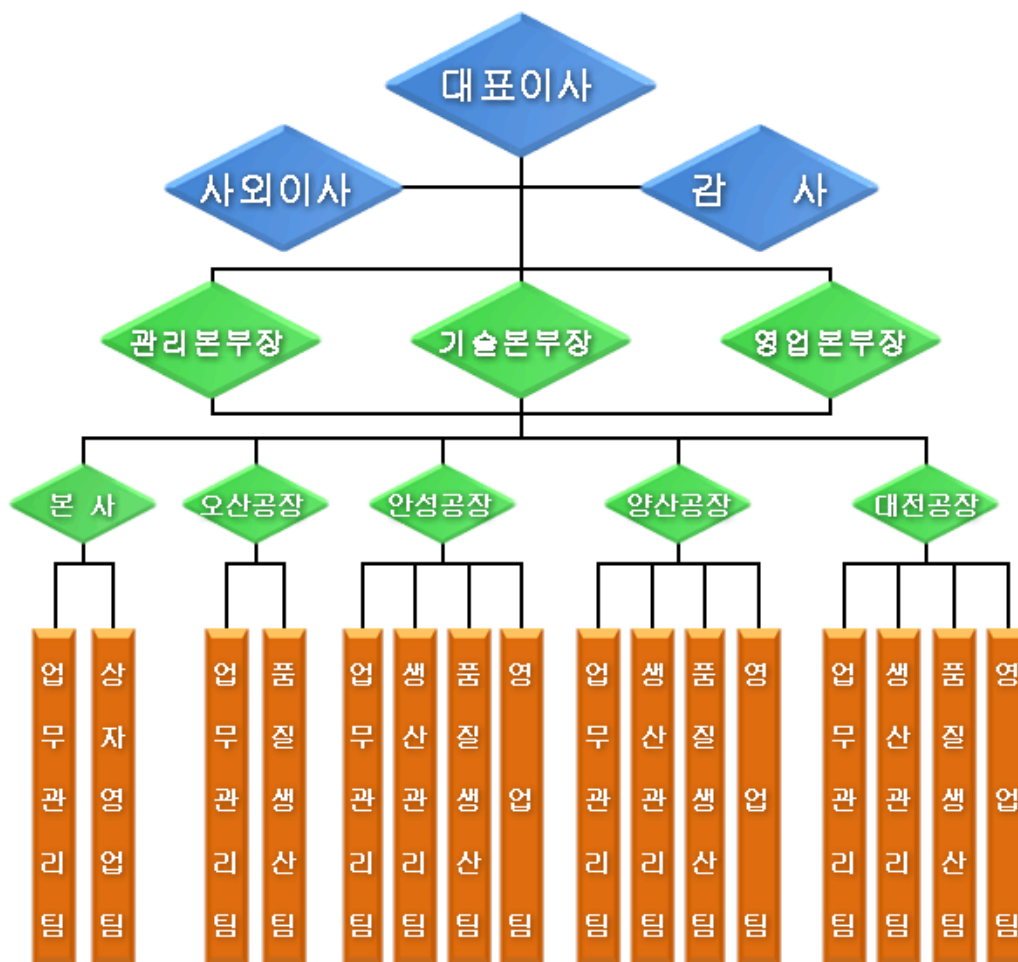 대표이사
사외이사
감 사
관리본부장
기술본부장
영업본부장
본 사
오산공장
안성공장
양산공장
대전공장
업무관리팀
상자영업팀
업무관리팀
품질생산팀
업무관리팀
생산관리팀
품질생산팀
영업팀
업무관리팀
생산관리팀
품질생산팀
영업팀
업무관리팀
생산관리팀
품질생산팀
영업팀